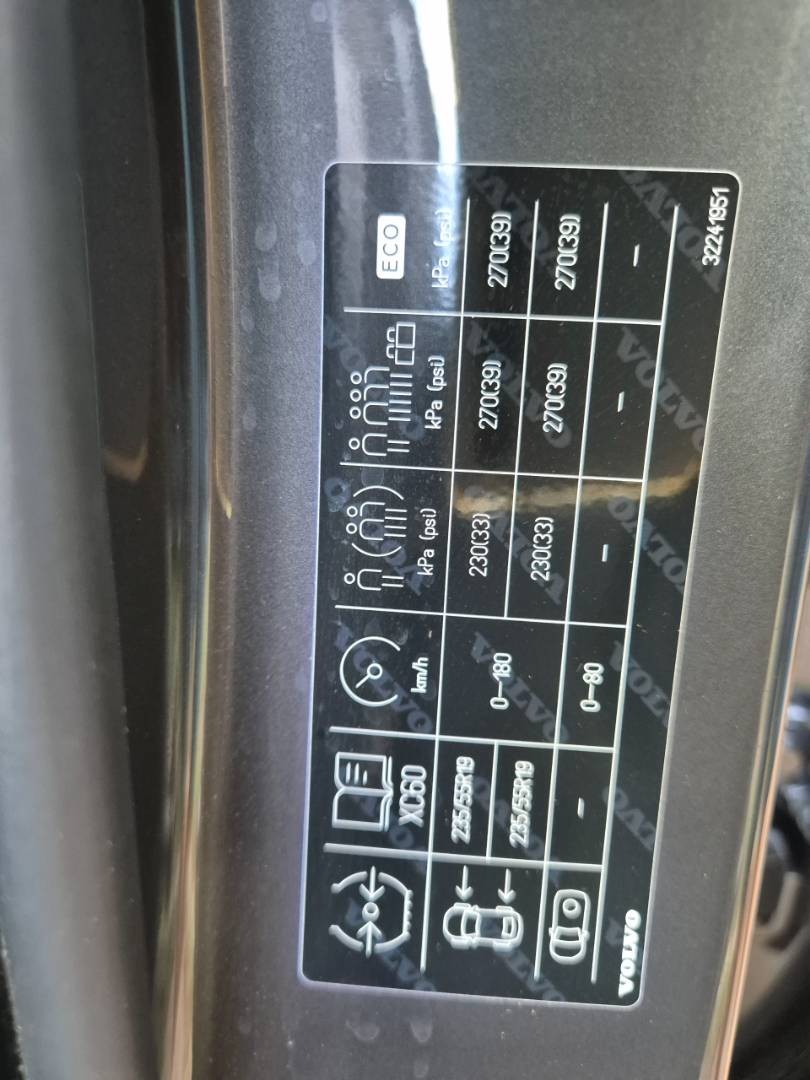 ECO
XC60 km/h kPa (psi) kPa (psi) kPa (psi)
235/55R19 0-180 230(33) 270(39) 270(39)
235/55R19 230(33) 270(39) 270(39)
- 0-80 - - -
VOLVO 32241951